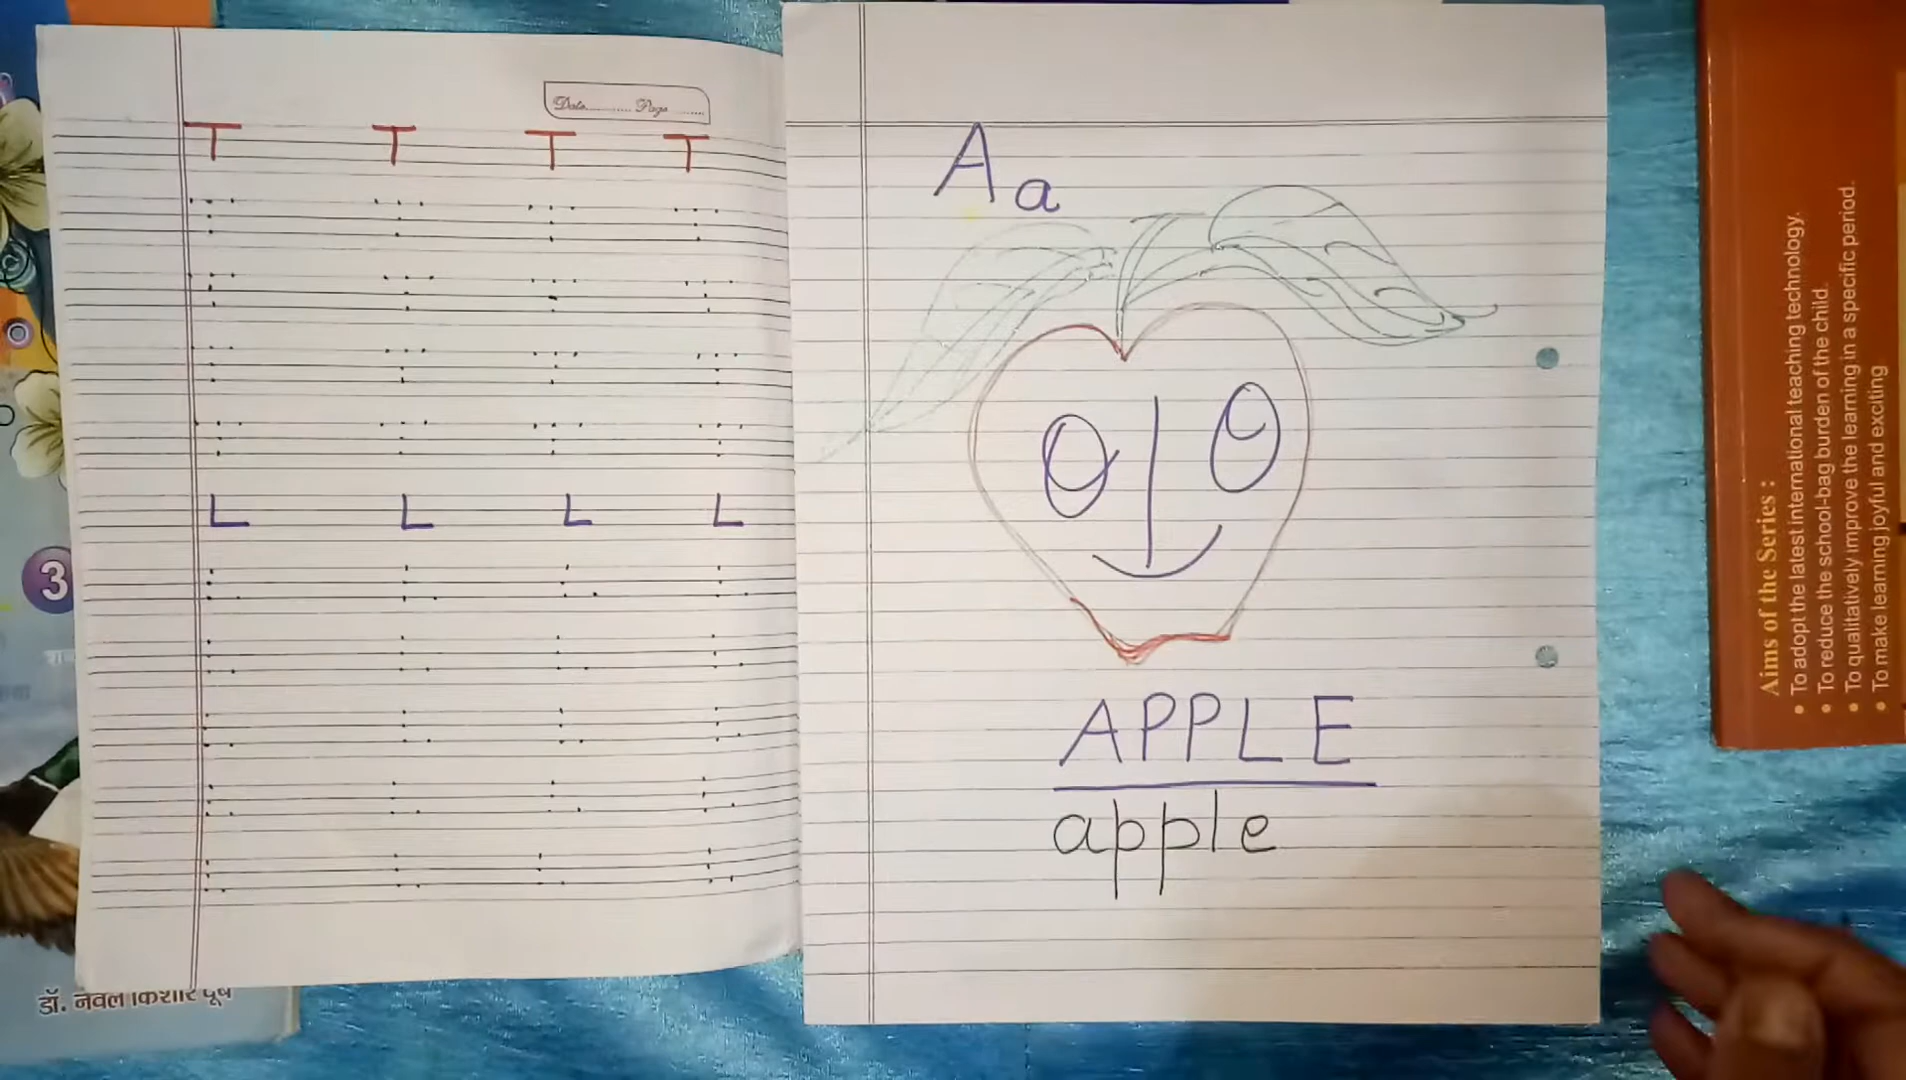 Date.......... Page.......
T T T T
L L L L
A a
APPLE
apple
3
डॉ. नवल किशोर
Aims of the Series :
• To adopt the latest international teaching technology.
• To reduce the school-bag burden of the child.
• To qualitatively improve the learning in a specific period.
• To make learning joyful and exciting